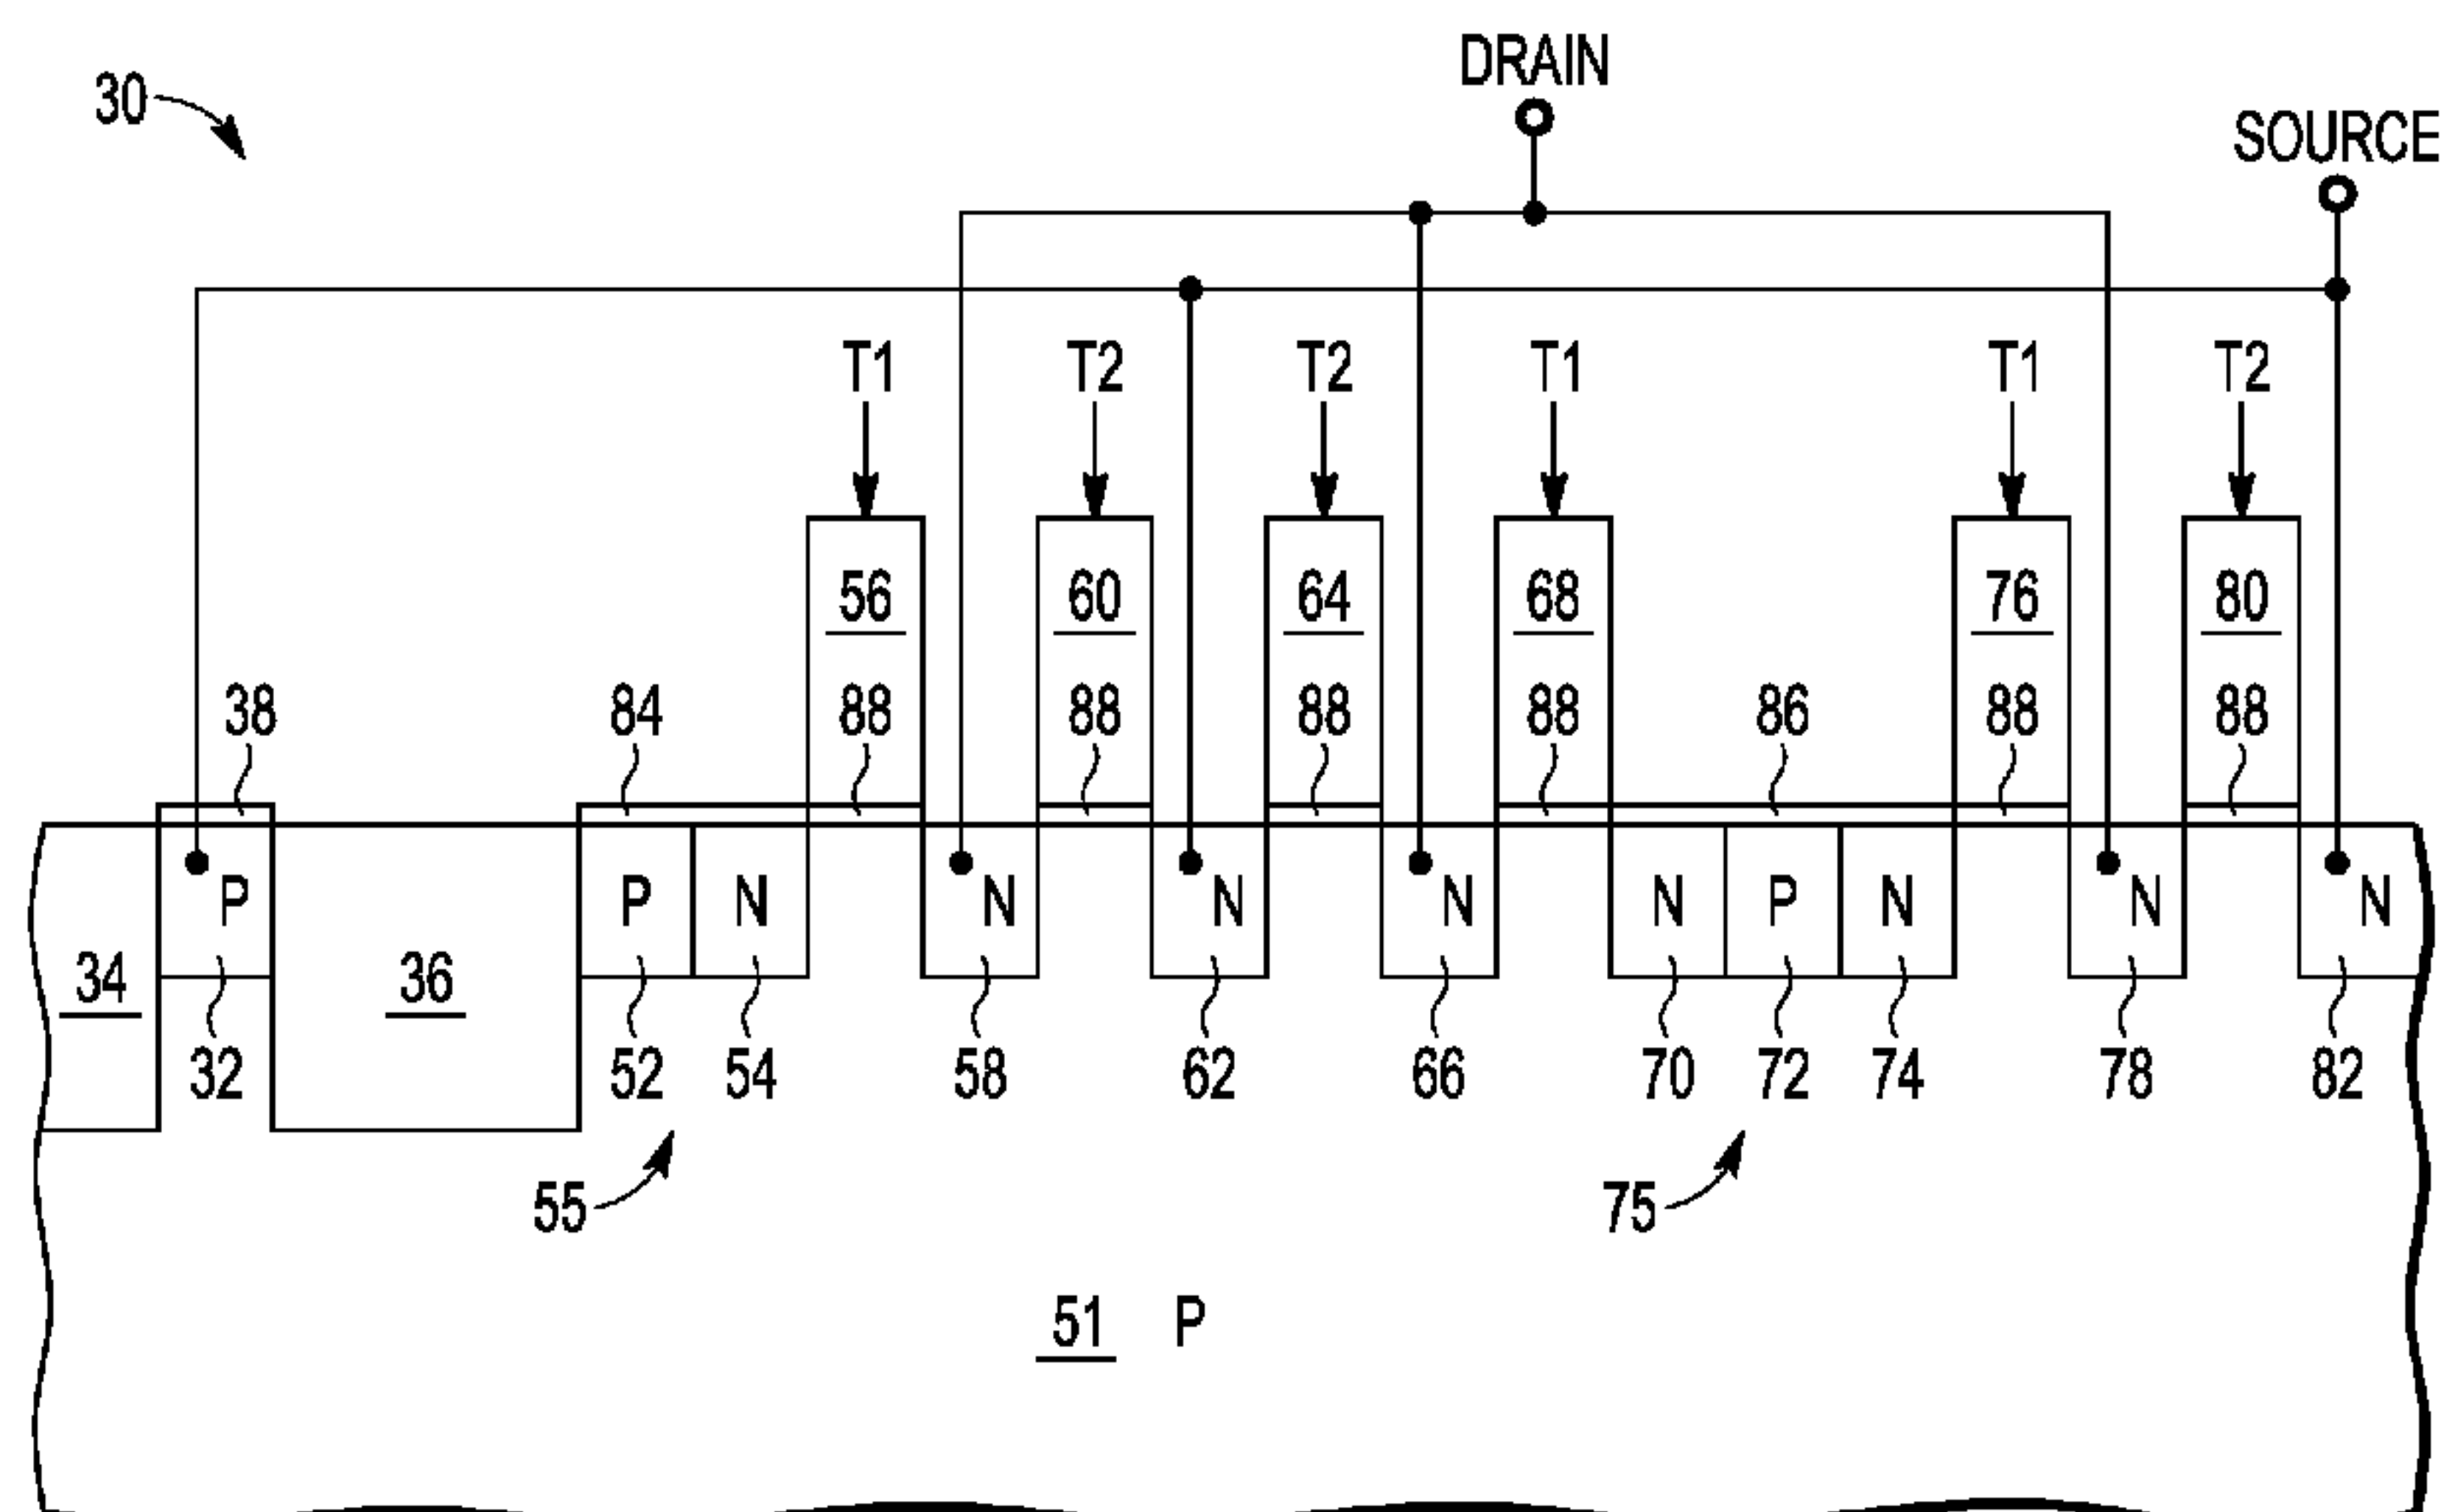 DRAIN
30
SOURCE
T1 T2 T2 T1 T1 T2
56 60 64 68 76 80
38 84 88 88 88 88 86 88 88
P P N N N N N P N N N
34 36
32 52 54 58 62 66 70 72 74 78 82
55 75
51 P